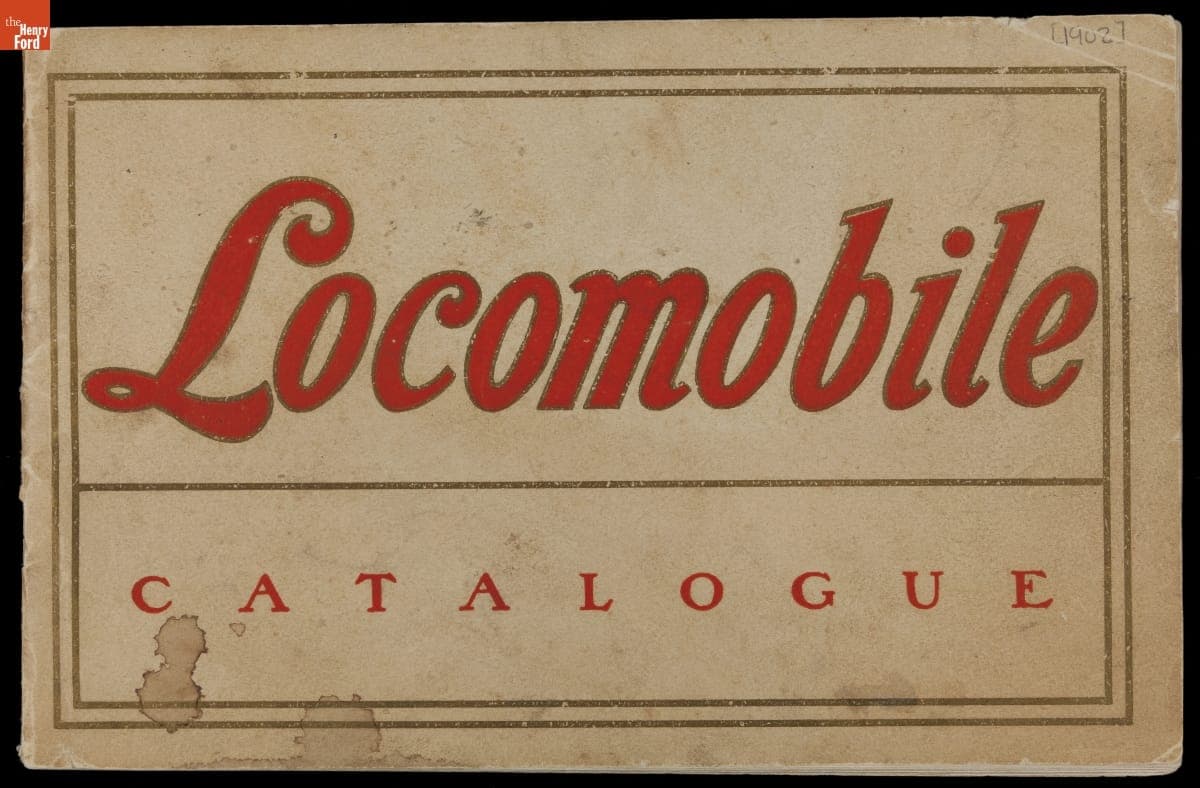 the
Henry
Ford
[1902]
Locomobile
CATALOGUE